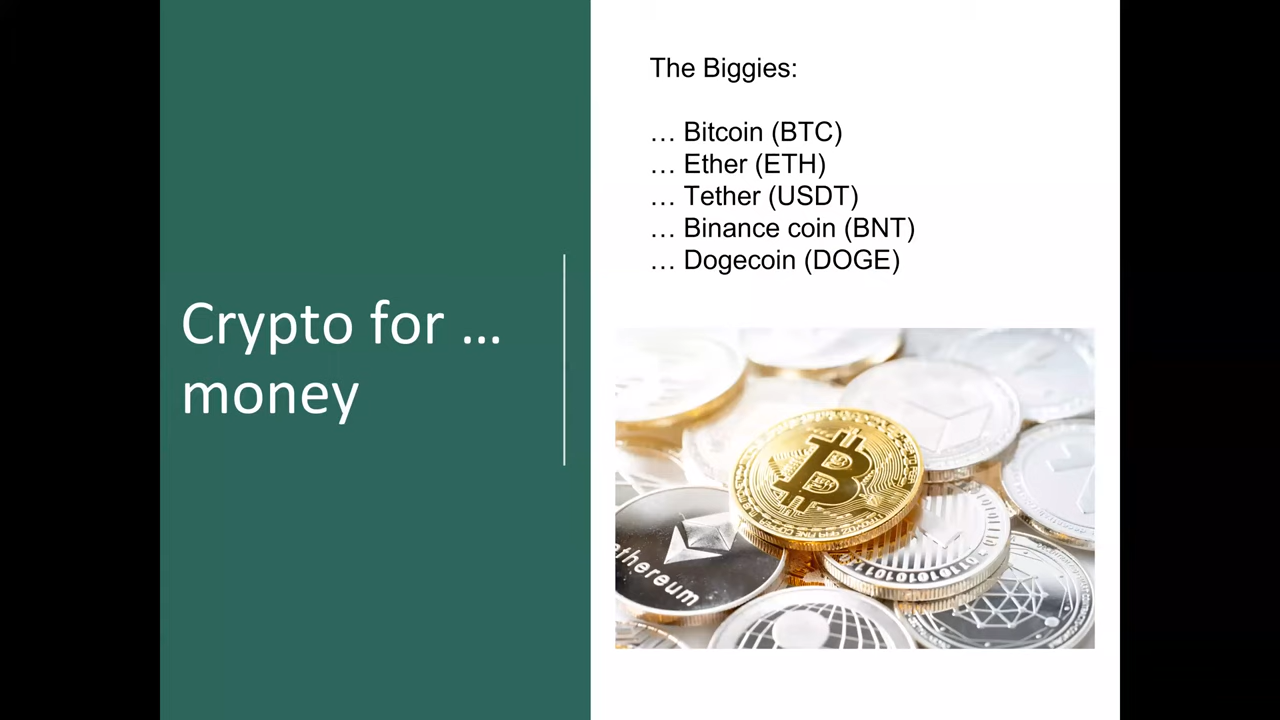 Crypto for …
money
The Biggies:
… Bitcoin (BTC)
… Ether (ETH)
… Tether (USDT)
… Binance coin (BNT)
… Dogecoin (DOGE)
ethereum